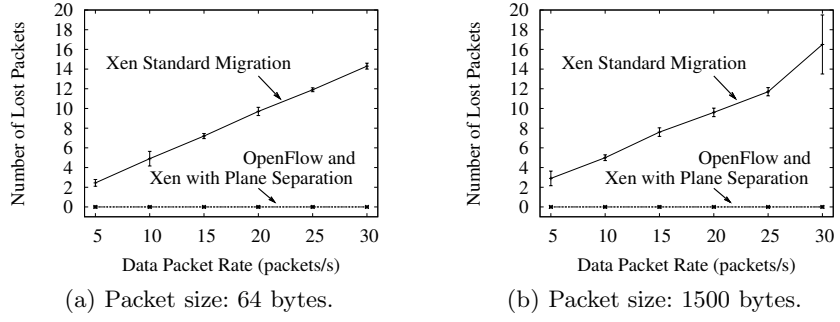 20
18
16
14
12
10
8
6
4
2
0
Number of Lost Packets
Xen Standard Migration
OpenFlow and
Xen with Plane Separation
5 10 15 20 25 30
Data Packet Rate (packets/s)
(a) Packet size: 64 bytes.
20
18
16
14
12
10
8
6
4
2
0
Number of Lost Packets
Xen Standard Migration
OpenFlow and
Xen with Plane Separation
5 10 15 20 25 30
Data Packet Rate (packets/s)
(b) Packet size: 1500 bytes.